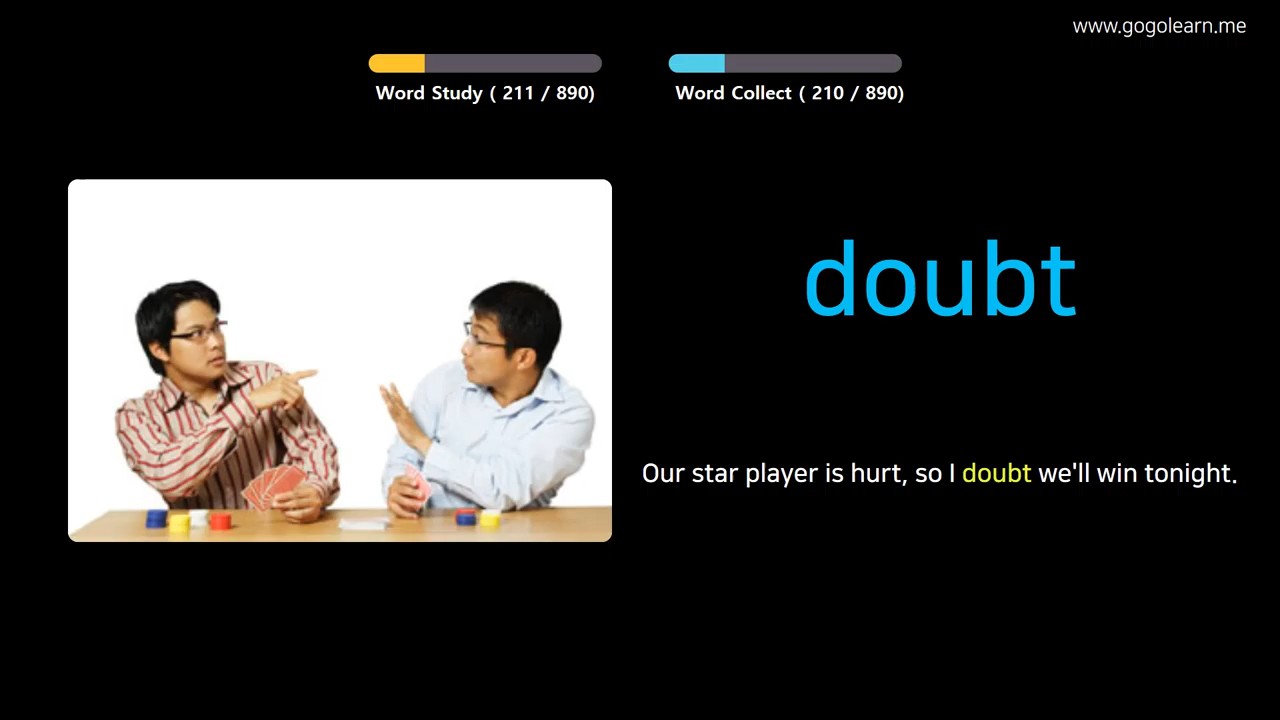 www.gogolearn.me
Word Study ( 211 / 890)
Word Collect ( 210 / 890)
doubt
Our star player is hurt, so I doubt we'll win tonight.